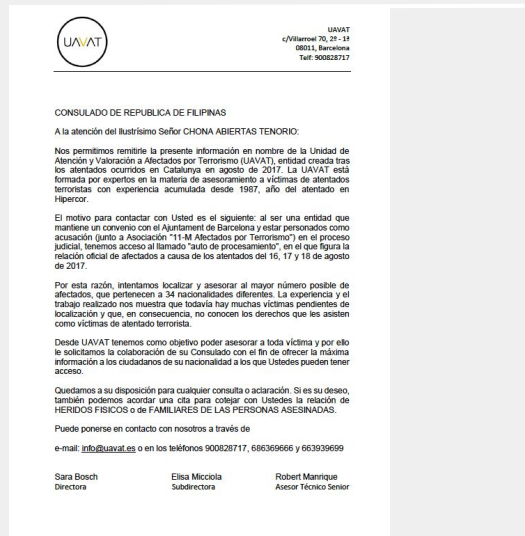 UAVAT
UAVAT
c/Villarroel 70, 2º - 1ª
08011, Barcelona
Telf: 900828717
CONSULADO DE REPUBLICA DE FILIPINAS
A la atención del Ilustrísimo Señor CHONA ABIERTAS TENORIO:
Nos permitimos remitirle la presente información en nombre de la Unidad de
Atención y Valoración a Afectados por Terrorismo (UAVAT), entidad creada tras
los atentados ocurridos en Catalunya en agosto de 2017. La UAVAT está
formada por expertos en la materia de asesoramiento a víctimas de atentados
terroristas con experiencia acumulada desde 1987, año del atentado en
Hipercor.
El motivo para contactar con Usted es el siguiente: al ser una entidad que
mantiene un convenio con el Ajuntament de Barcelona y estar personados como
acusación (junto a Asociación "11-M Afectados por Terrorismo") en el proceso
judicial, tenemos acceso al llamado "auto de procesamiento", en el que figura la
relación oficial de afectados a causa de los atentados del 16, 17 y 18 de agosto
de 2017.
Por esta razón, intentamos localizar y asesorar al mayor número posible de
afectados, que pertenecen a 34 nacionalidades diferentes. La experiencia y el
trabajo realizado nos muestra que todavía hay muchas víctimas pendientes de
localización y que, en consecuencia, no conocen los derechos que les asisten
como víctimas de atentado terrorista.
Desde UAVAT tenemos como objetivo poder asesorar a toda víctima y por ello
le solicitamos la colaboración de su Consulado con el fin de ofrecer la máxima
información a los ciudadanos de su nacionalidad a los que Ustedes pueden tener
acceso.
Quedamos a su disposición para cualquier consulta o aclaración. Si es su deseo,
también podemos acordar una cita para cotejar con Ustedes la relación de
HERIDOS FISICOS o de FAMILIARES DE LAS PERSONAS ASESINADAS.
Puede ponerse en contacto con nosotros a través de
e-mail: info@uavat.es o en los teléfonos 900828717, 686369666 y 663939699
Sara Bosch Elisa Micciola Robert Manrique
Directora Subdirectora Asesor Técnico Senior